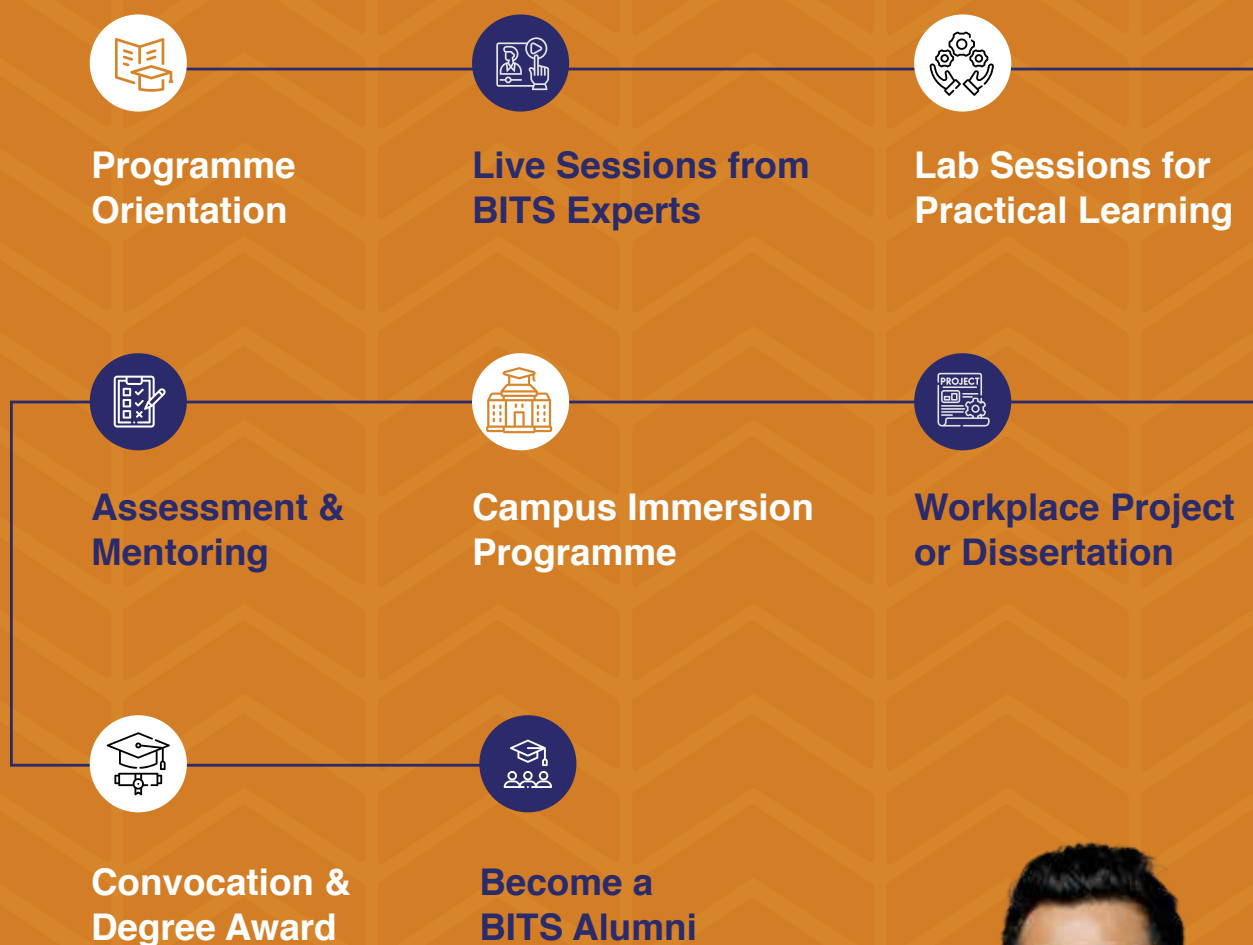 Programme
Orientation
Live Sessions from
BITS Experts
Lab Sessions for
Practical Learning
Assessment &
Mentoring
Campus Immersion
Programme
PROJECT
Workplace Project
or Dissertation
Convocation &
Degree Award
Become a
BITS Alumni